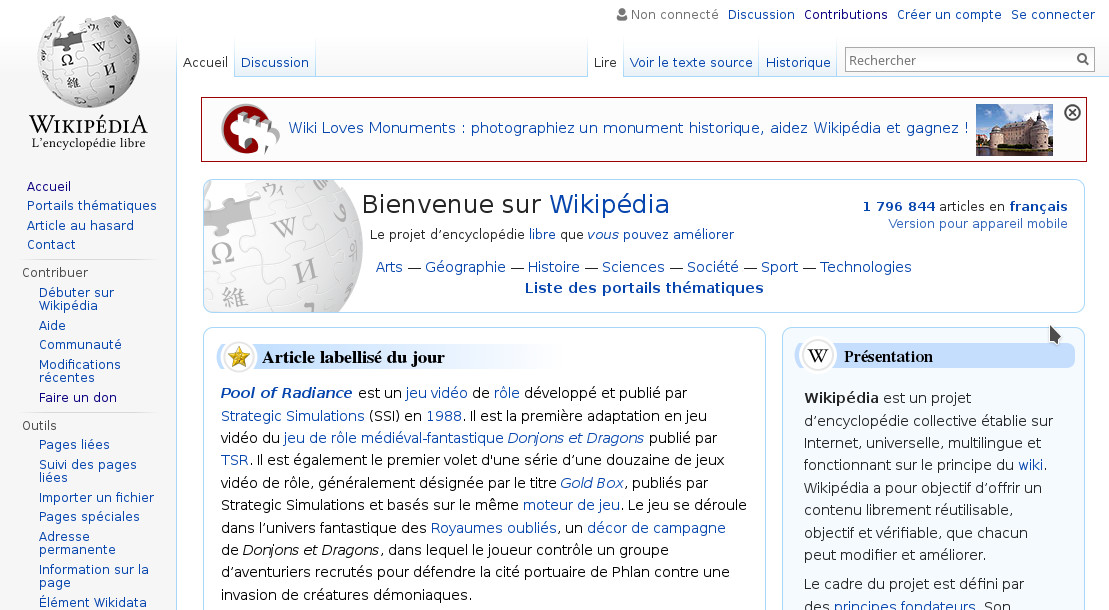 Non connecté Discussion Contributions Créer un compte Se connecter
Accueil Discussion Lire Voir le texte source Historique Rechercher
WIKIPÉDIA
L'encyclopédie libre
Accueil
Portails thématiques
Article au hasard
Contact
Contribuer
Débuter sur
Wikipédia
Aide
Communauté
Modifications
récentes
Faire un don
Outils
Pages liées
Suivi des pages
liées
Importer un fichier
Pages spéciales
Adresse
permanente
Information sur la
page
Élément Wikidata
Wiki Loves Monuments : photographiez un monument historique, aidez Wikipédia et gagnez !
Bienvenue sur Wikipédia
Le projet d’encyclopédie libre que vous pouvez améliorer
1 796 844 articles en français
Version pour appareil mobile
Arts — Géographie — Histoire — Sciences — Société — Sport — Technologies
Liste des portails thématiques
Article labellisé du jour
Pool of Radiance est un jeu vidéo de rôle développé et publié par
Strategic Simulations (SSI) en 1988. Il est la première adaptation en jeu
vidéo du jeu de rôle médiéval-fantastique Donjons et Dragons publié par
TSR. Il est également le premier volet d'une série d’une douzaine de jeux
vidéo de rôle, généralement désignée par le titre Gold Box, publiés par
Strategic Simulations et basés sur le même moteur de jeu. Le jeu se déroule
dans l’univers fantastique des Royaumes oubliés, un décor de campagne
de Donjons et Dragons, dans lequel le joueur contrôle un groupe
d’aventuriers recrutés pour défendre la cité portuaire de Phlan contre une
invasion de créatures démoniaques.
W Présentation
Wikipédia est un projet
d’encyclopédie collective établie sur
Internet, universelle, multilingue et
fonctionnant sur le principe du wiki.
Wikipédia a pour objectif d’offrir un
contenu librement réutilisable,
objectif et vérifiable, que chacun
peut modifier et améliorer.
Le cadre du projet est défini par
des principes fondateurs. Son